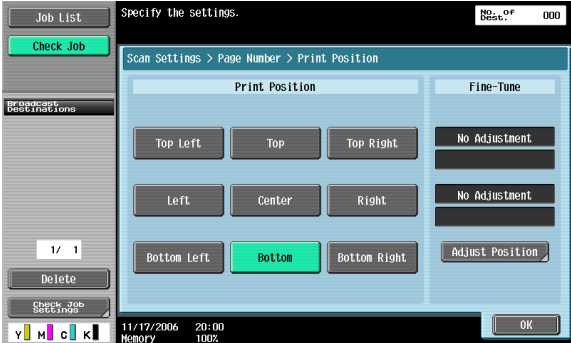 Job List
Check Job
Broadcast
Destinations
1/ 1
Delete
Check Job
Settings
Y M C K
Specify the settings.
No. of
Dest. 000
Scan Settings > Page Number > Print Position
Print Position
Top Left
Top
Top Right
Left
Center
Right
Bottom Left
Bottom
Bottom Right
Fine-Tune
No Adjustment
No Adjustment
Adjust Position
11/17/2006 20:00
Memory 100%
OK